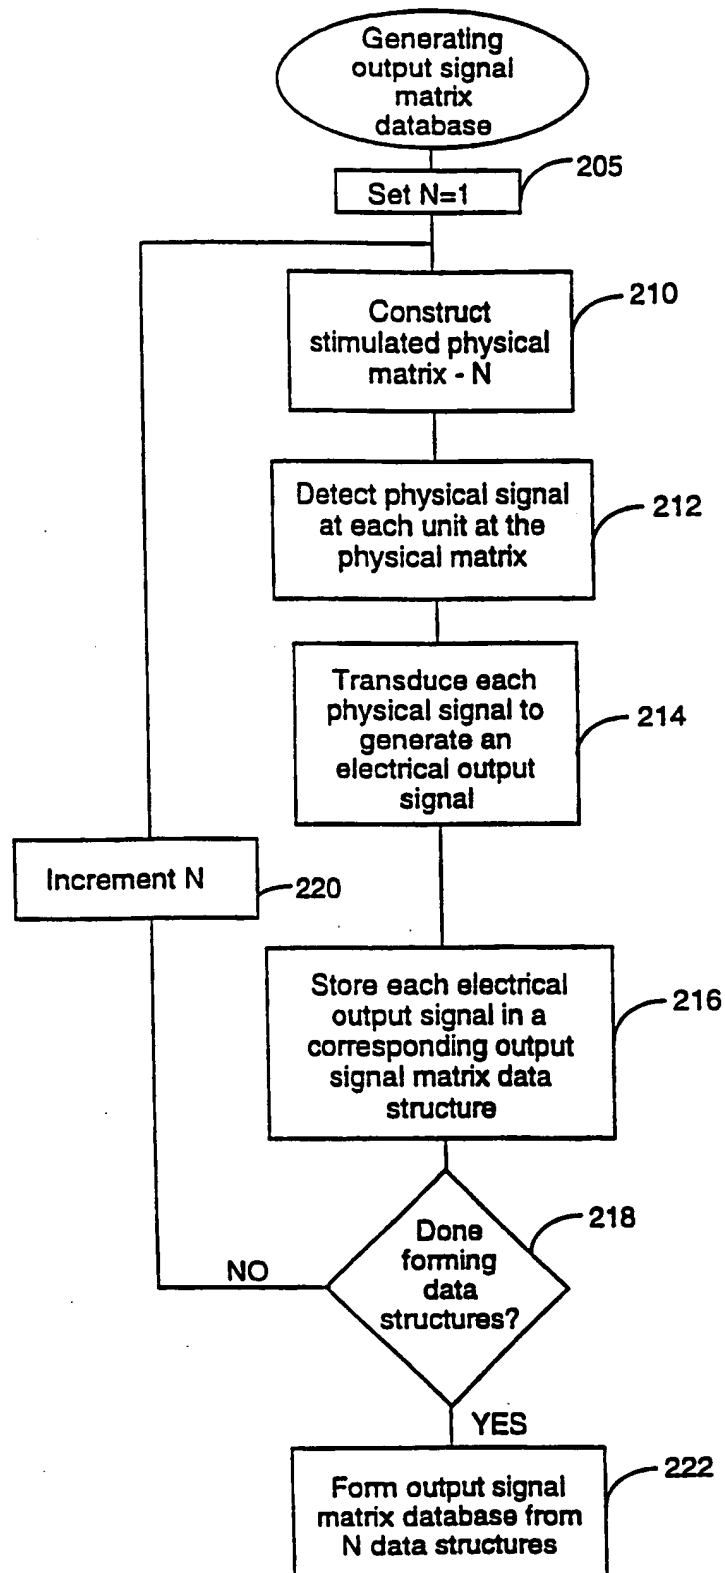 Generating
output signal
matrix
database
205
Set N=1
210
Construct
stimulated physical
matrix - N
Detect physical signal
at each unit at the
physical matrix
212
Transduce each
physical signal to
generate an
electrical output
signal
214
Increment N
220
Store each electrical
output signal in a
corresponding output
signal matrix data
structure
216
Done
forming
data
structures?
218
NO
YES
Form output signal
matrix database from
N data structures
222